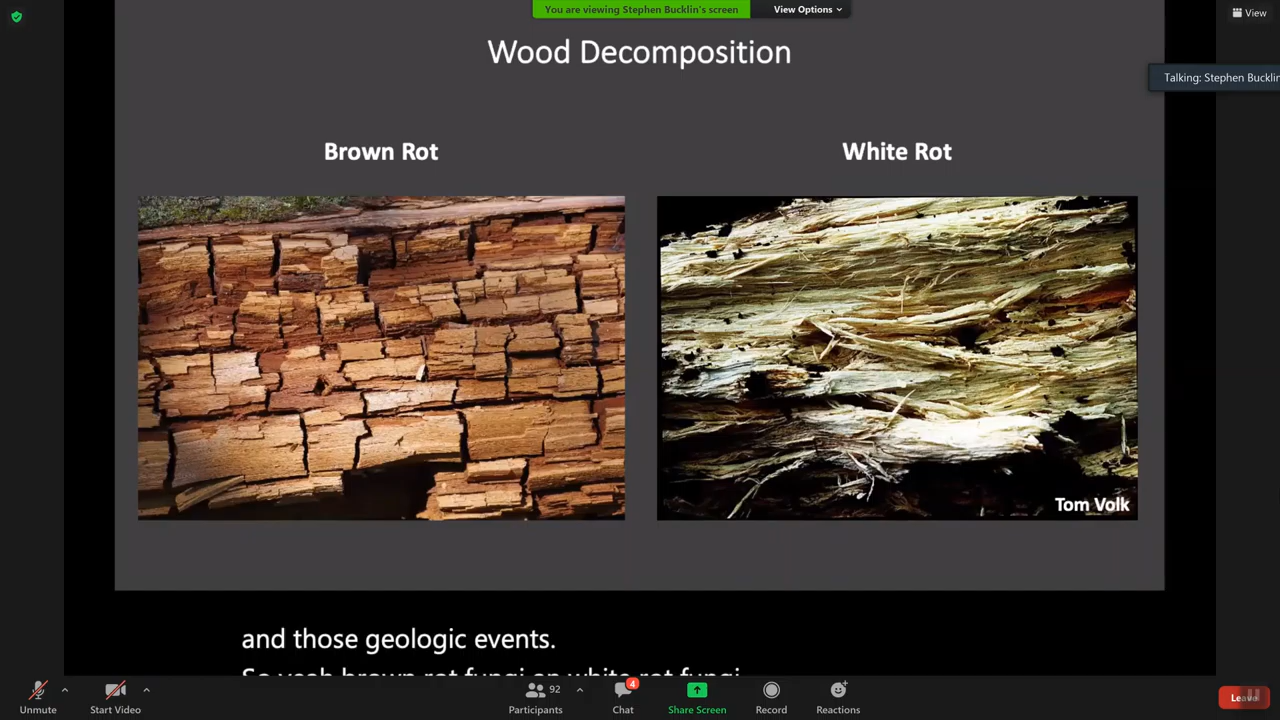 You are viewing Stephen Bucklin's screen
View Options
View
Wood Decomposition
Talking: Stephen Bucklin
Brown Rot
White Rot
Tom Volk
and those geologic events.
So yeah brown rot fungi on white rot fungi
Unmute
Start Video
92
Participants
4
Chat
Share Screen
Record
Reactions
Leave